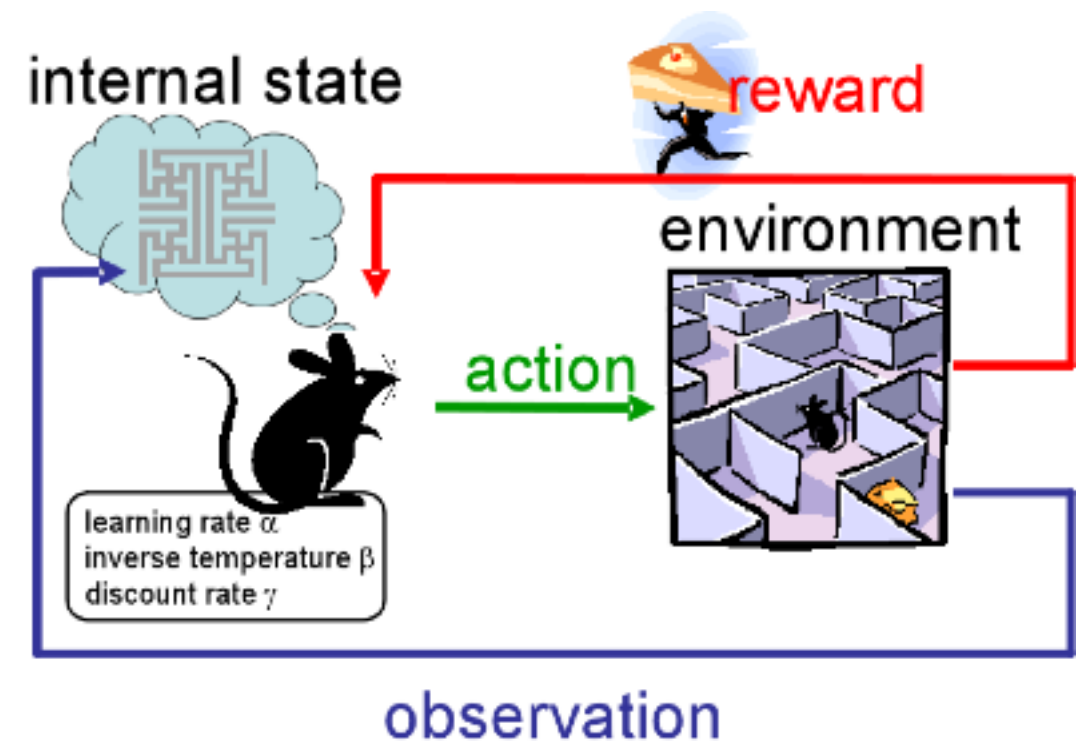 internal state
reward
environment
action
learning rate α
inverse temperature β
discount rate γ
observation